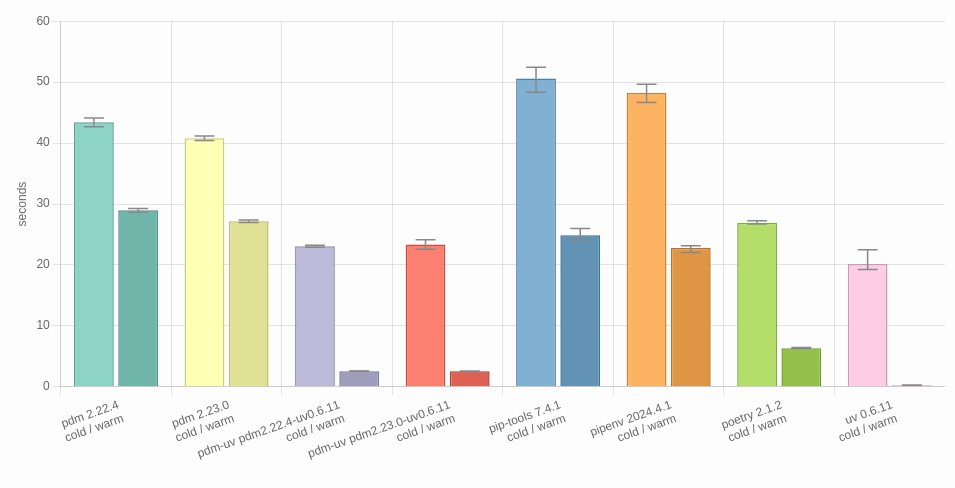 60
50
40
30
20
10
0
seconds
pdm 2.22.4
cold / warm
pdm 2.23.0
cold / warm
pdm-uv pdm2.22.4-uv0.6.11
cold / warm
pdm-uv pdm2.23.0-uv0.6.11
cold / warm
pip-tools 7.4.1
cold / warm
pipenv 2024.4.1
cold / warm
poetry 2.1.2
cold / warm
uv 0.6.11
cold / warm